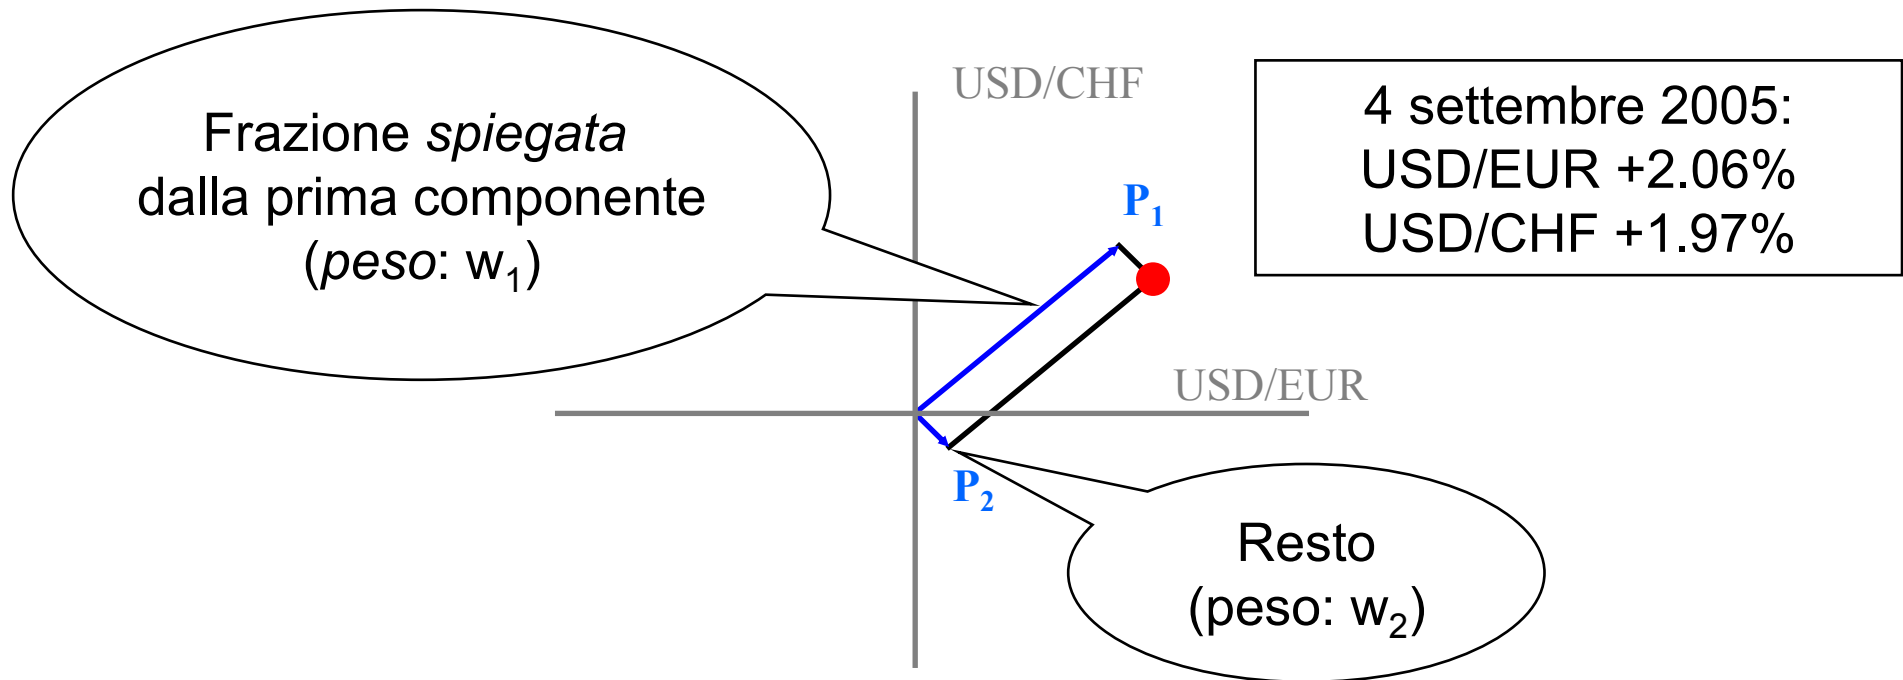 Frazione spiegata
dalla prima componente
(peso: w₁)
USD/CHF
4 settembre 2005:
USD/EUR +2.06%
USD/CHF +1.97%
P₁
USD/EUR
P₂
Resto
(peso: w₂)